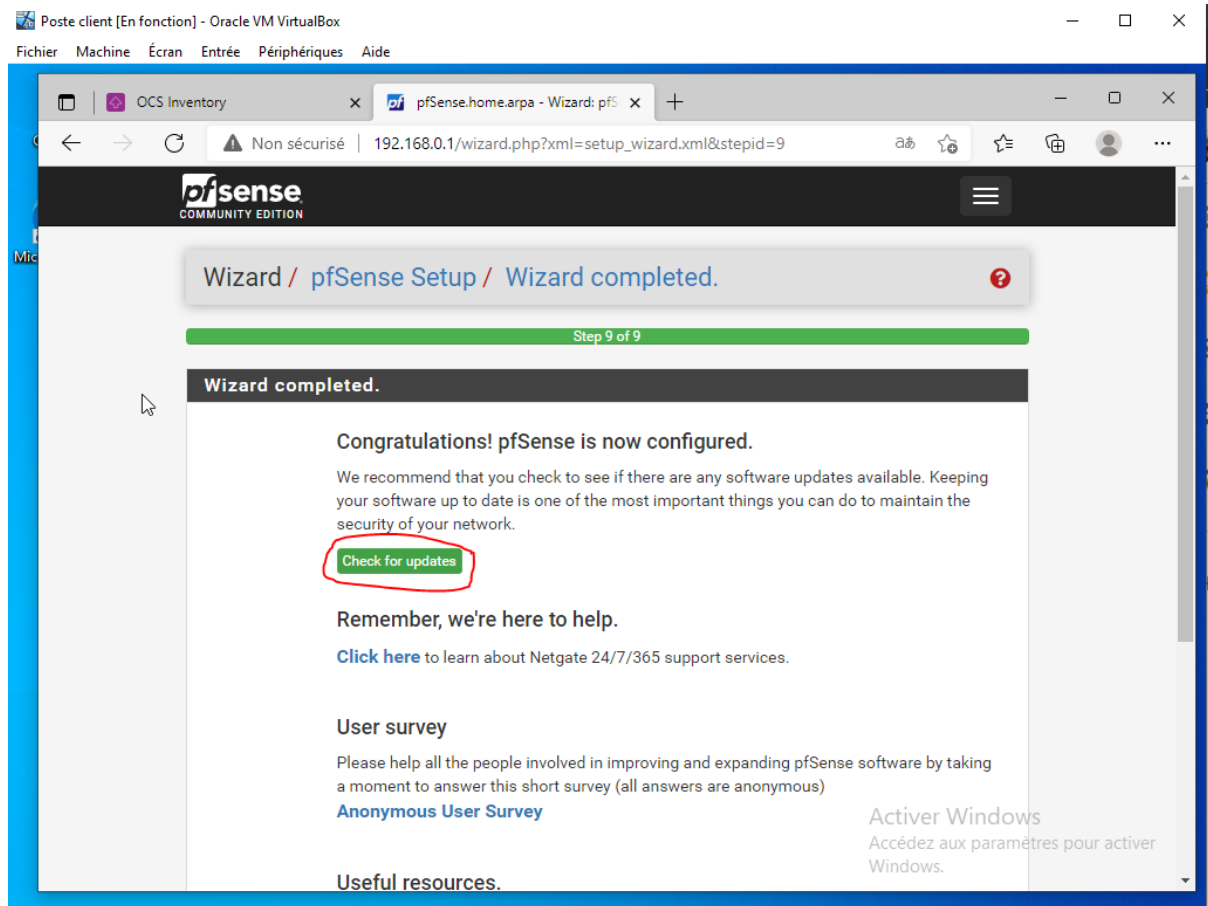 Poste client [En fonction] - Oracle VM VirtualBox
Fichier Machine Écran Entrée Périphériques Aide
OCS Inventory
pf pfSense.home.arpa - Wizard: pfS
Non sécurisé | 192.168.0.1/wizard.php?xml=setup_wizard.xml&stepid=9
pfsense
COMMUNITY EDITION
Mic
Wizard / pfSense Setup / Wizard completed.
Step 9 of 9
Wizard completed.
Congratulations! pfSense is now configured.
We recommend that you check to see if there are any software updates available. Keeping
your software up to date is one of the most important things you can do to maintain the
security of your network.
Check for updates
Remember, we're here to help.
Click here to learn about Netgate 24/7/365 support services.
User survey
Please help all the people involved in improving and expanding pfSense software by taking
a moment to answer this short survey (all answers are anonymous)
Anonymous User Survey
Activer Windows
Accédez aux paramètres pour activer
Windows.
Useful resources.